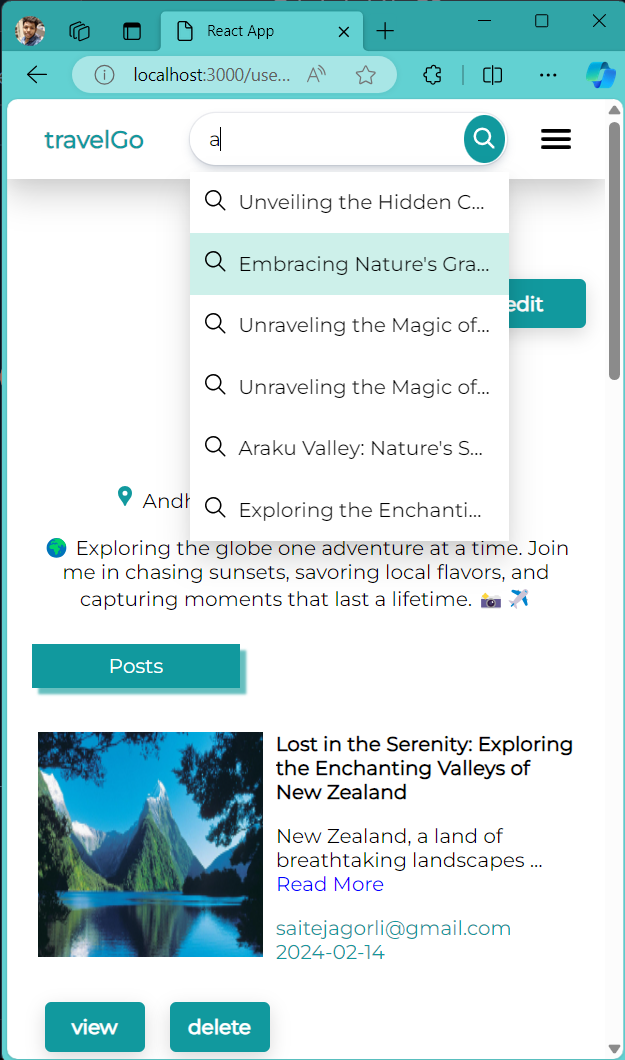 React App
localhost:3000/use...
travelGo
a
Unveiling the Hidden C...
Embracing Nature's Gra...
Unraveling the Magic of...
Unraveling the Magic of...
Araku Valley: Nature's S...
Exploring the Enchanti...
edit
Andh
🌍 Exploring the globe one adventure at a time. Join
me in chasing sunsets, savoring local flavors, and
capturing moments that last a lifetime. 📸 ✈️
Posts
Lost in the Serenity: Exploring
the Enchanting Valleys of
New Zealand
New Zealand, a land of
breathtaking landscapes ...
Read More
saitejagorli@gmail.com
2024-02-14
view
delete